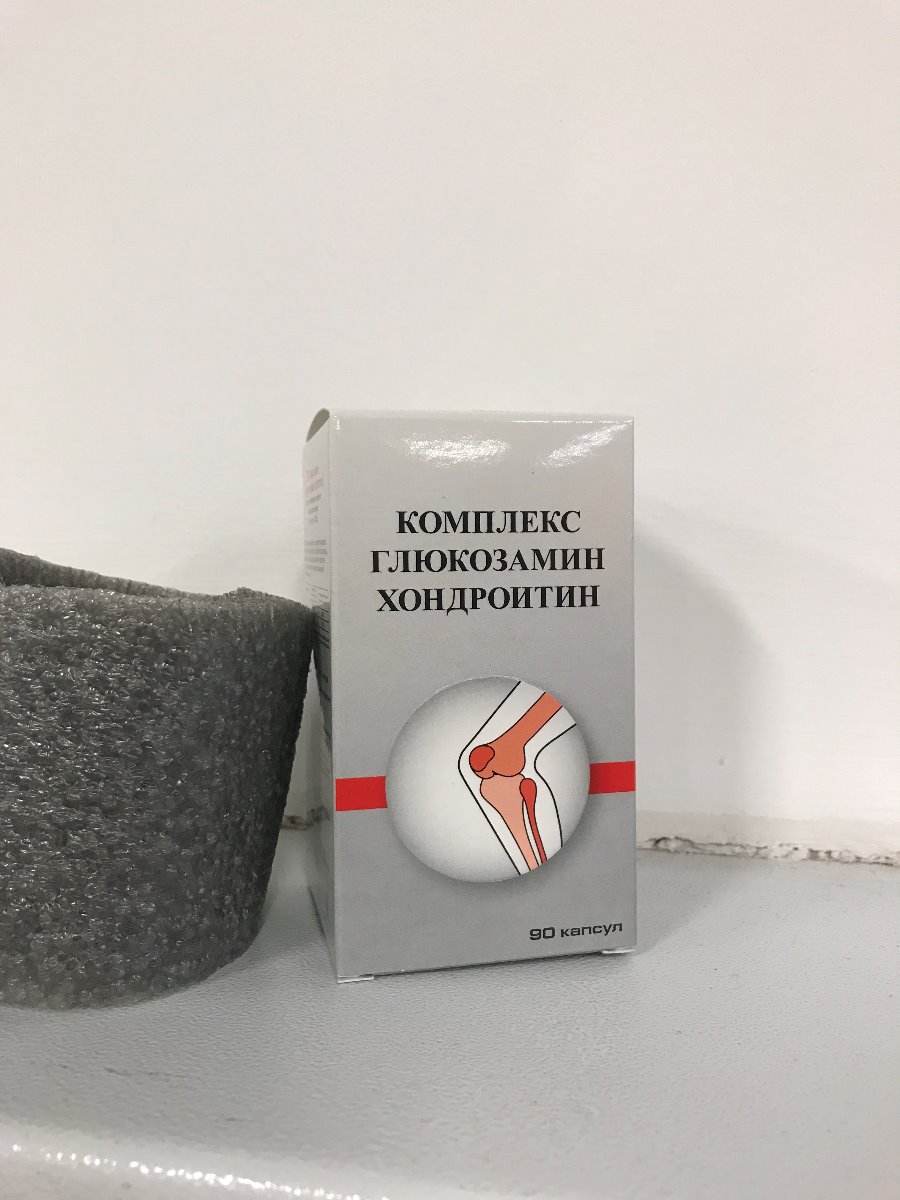 КОМПЛЕКС
ГЛЮКОЗАМИН
ХОНДРОИТИН
90 капсул